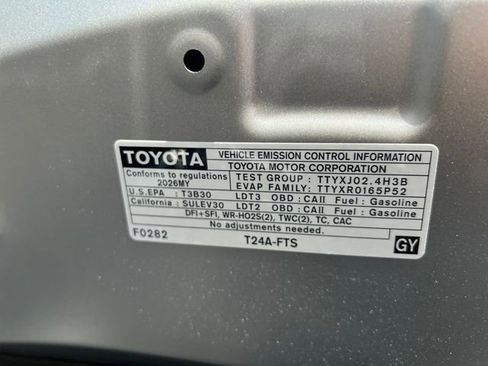 TOYOTA VEHICLE EMISSION CONTROL INFORMATION
TOYOTA MOTOR CORPORATION
Conforms to regulations TEST GROUP : TTYXJ02.4H3B
2026MY EVAP FAMILY: TTYXR0165P52
U.S.EPA : T3B30 LDT3 OBD : CAII Fuel : Gasoline
California : SULEV30 LDT2 OBD : CAII Fuel : Gasoline
DFI+SFI, WR-HO2S(2), TWC(2), TC, CAC
No adjustments needed.
F0282 T24A-FTS GY